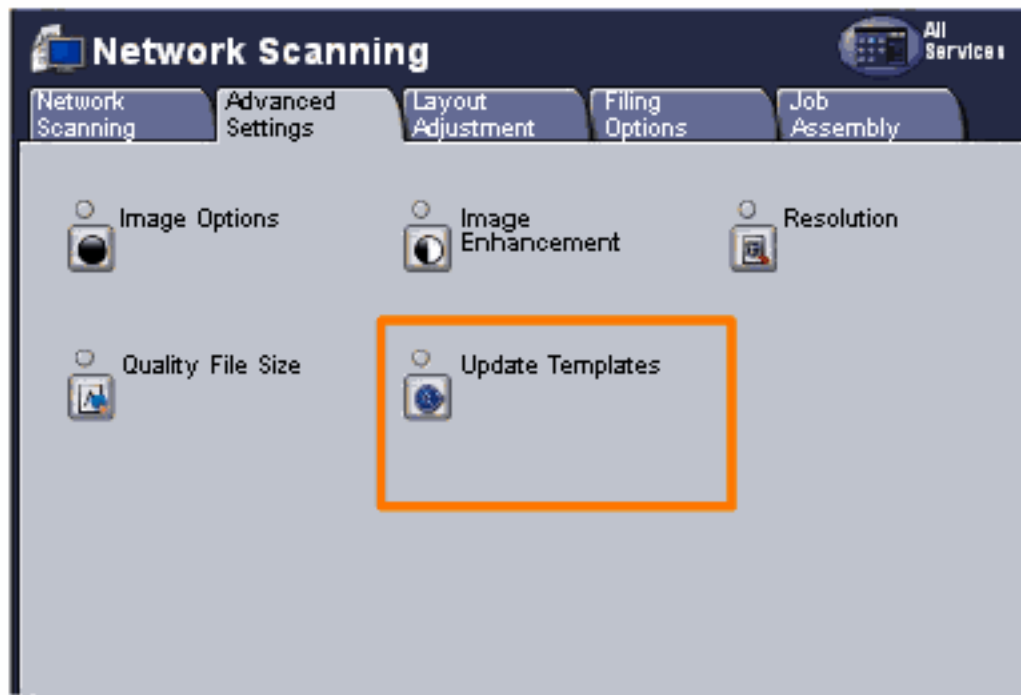 Network Scanning
All
Services
Network
Scanning
Advanced
Settings
Layout
Adjustment
Filing
Options
Job
Assembly
Image Options
Image
Enhancement
Resolution
Quality File Size
Update Templates